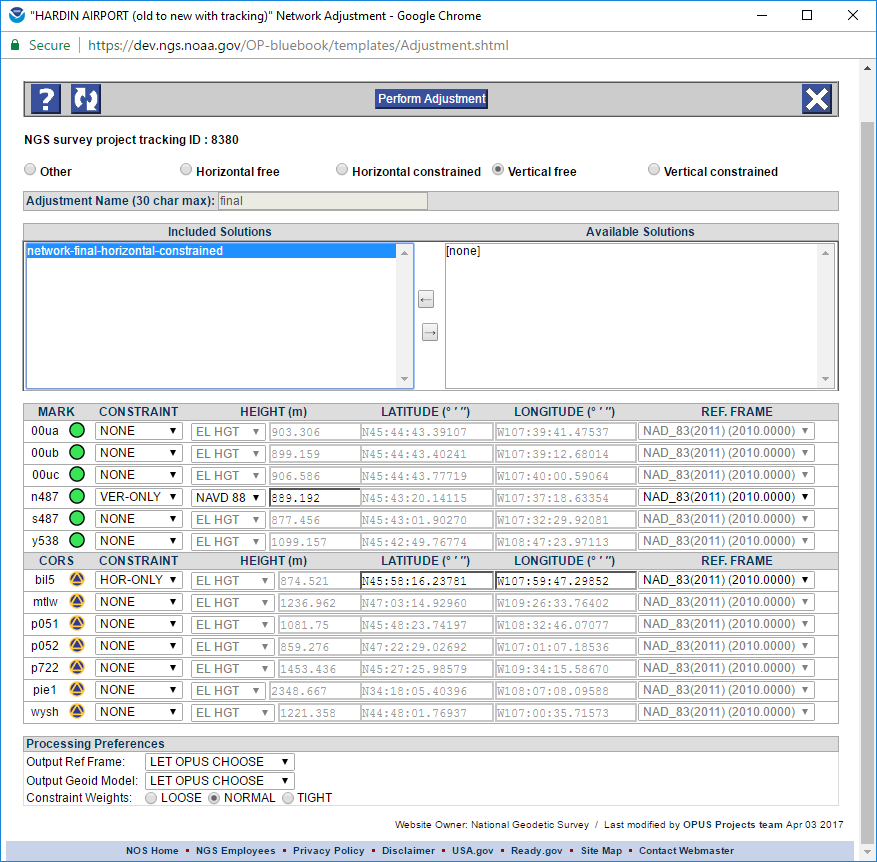 "HARDIN AIRPORT (old to new with tracking)" Network Adjustment - Google Chrome
Secure https://dev.ngs.noaa.gov/OP-bluebook/templates/Adjustment.shtml
? Perform Adjustment
NGS survey project tracking ID : 8380
Other Horizontal free Horizontal constrained Vertical free Vertical constrained
Adjustment Name (30 char max): final
Included Solutions Available Solutions
network-final-horizontal-constrained [none]
←
→
MARK CONSTRAINT HEIGHT (m) LATITUDE (° ′ ″) LONGITUDE (° ′ ″) REF. FRAME
00ua NONE EL HGT 903.306 N45:44:43.39107 W107:39:41.47537 NAD_83(2011) (2010.0000)
00ub NONE EL HGT 899.159 N45:44:43.40241 W107:39:12.68014 NAD_83(2011) (2010.0000)
00uc NONE EL HGT 906.586 N45:44:43.77719 W107:40:00.59064 NAD_83(2011) (2010.0000)
n487 VER-ONLY NAVD 88 889.192 N45:43:20.14115 W107:37:18.63354 NAD_83(2011) (2010.0000)
s487 NONE EL HGT 877.456 N45:43:01.90270 W107:32:29.92081 NAD_83(2011) (2010.0000)
y538 NONE EL HGT 1099.157 N45:42:49.76774 W108:47:23.97113 NAD_83(2011) (2010.0000)
CORS CONSTRAINT HEIGHT (m) LATITUDE (° ′ ″) LONGITUDE (° ′ ″) REF. FRAME
bil5 HOR-ONLY EL HGT 874.521 N45:58:16.23781 W107:59:47.29852 NAD_83(2011) (2010.0000)
mtlw NONE EL HGT 1236.962 N47:03:14.92960 W109:26:33.76402 NAD_83(2011) (2010.0000)
p051 NONE EL HGT 1081.75 N45:48:23.74197 W108:32:46.07077 NAD_83(2011) (2010.0000)
p052 NONE EL HGT 859.276 N47:22:29.02692 W107:01:07.18536 NAD_83(2011) (2010.0000)
p722 NONE EL HGT 1453.436 N45:27:25.98579 W109:34:15.58670 NAD_83(2011) (2010.0000)
pie1 NONE EL HGT 2348.667 N34:18:05.40396 W108:07:08.09588 NAD_83(2011) (2010.0000)
wysh NONE EL HGT 1221.358 N44:48:01.76937 W107:00:35.71573 NAD_83(2011) (2010.0000)
Processing Preferences
Output Ref Frame: LET OPUS CHOOSE
Output Geoid Model: LET OPUS CHOOSE
Constraint Weights: LOOSE NORMAL TIGHT
Website Owner: National Geodetic Survey / Last modified by OPUS Projects team Apr 03 2017
NOS Home ▪ NGS Employees ▪ Privacy Policy ▪ Disclaimer ▪ USA.gov ▪ Ready.gov ▪ Site Map ▪ Contact Webmaster